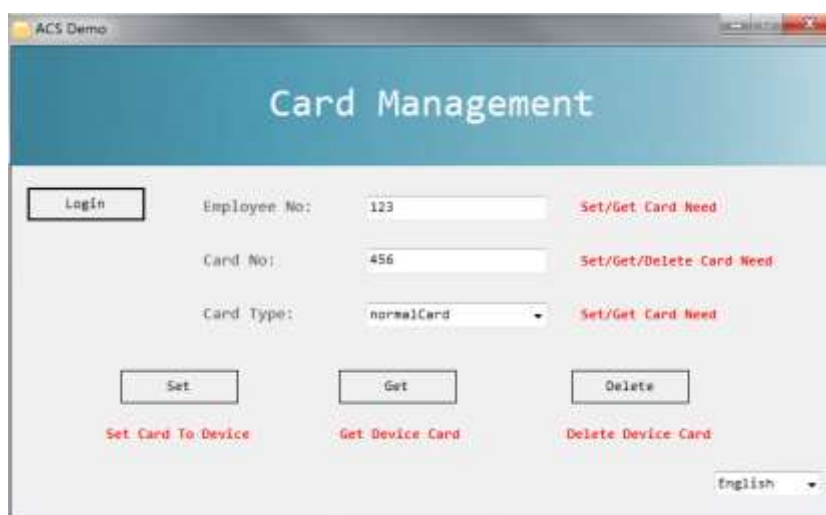 ACS Demo
Card Management
Login
Employee No: 123 Set/Get Card Need
Card No: 456 Set/Get/Delete Card Need
Card Type: normalCard Set/Get Card Need
Set Get Delete
Set Card To Device Get Device Card Delete Device Card
English